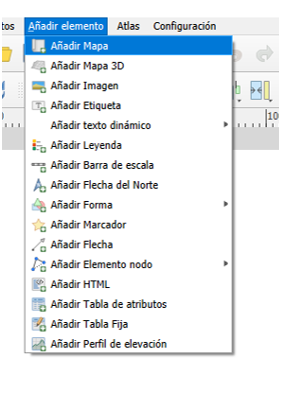 tos Añadir elemento Atlas Configuración
Añadir Mapa
Añadir Mapa 3D
Añadir Imagen
Añadir Etiqueta
Añadir texto dinámico
Añadir Leyenda
Añadir Barra de escala
Añadir Flecha del Norte
Añadir Forma
Añadir Marcador
Añadir Flecha
Añadir Elemento nodo
Añadir HTML
Añadir Tabla de atributos
Añadir Tabla Fija
Añadir Perfil de elevación